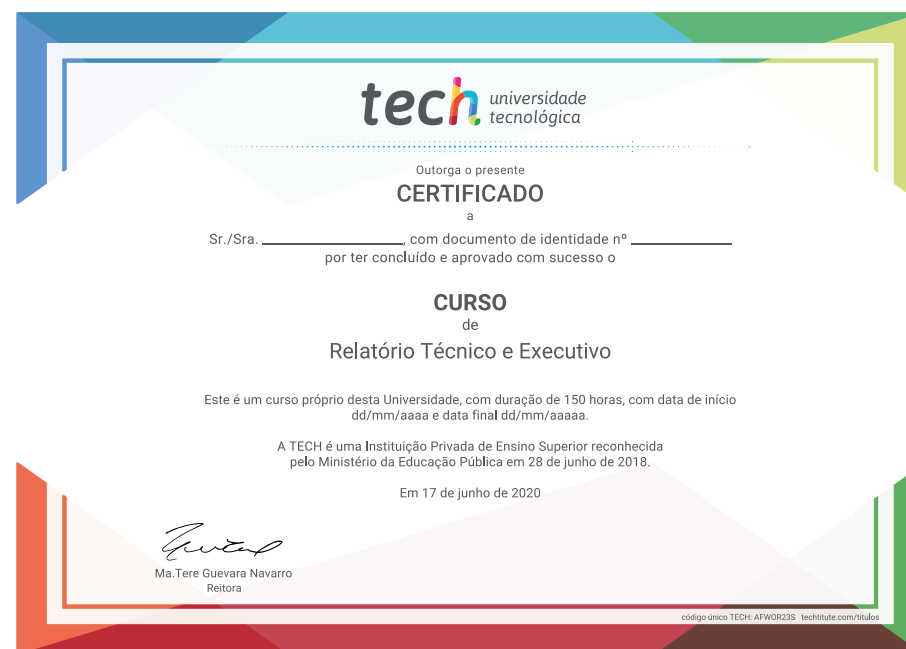 tech universidade
tecnológica
Outorga o presente
CERTIFICADO
a
Sr./Sra. ____________, com documento de identidade nº ____________
por ter concluído e aprovado com sucesso o
CURSO
de
Relatório Técnico e Executivo
Este é um curso próprio desta Universidade, com duração de 150 horas, com data de início
dd/mm/aaaa e data final dd/mm/aaaaa.
A TECH é uma Instituição Privada de Ensino Superior reconhecida
pelo Ministério da Educação Pública em 28 de junho de 2018.
Em 17 de junho de 2020
Ma.Tere Guevara Navarro
Reitora
código único TECH: AFWOR23S techtitute.com/titulos